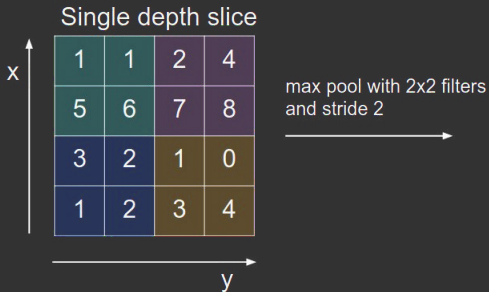 Single depth slice
x
1 1 2 4
5 6 7 8
3 2 1 0
1 2 3 4
y
max pool with 2x2 filters
and stride 2